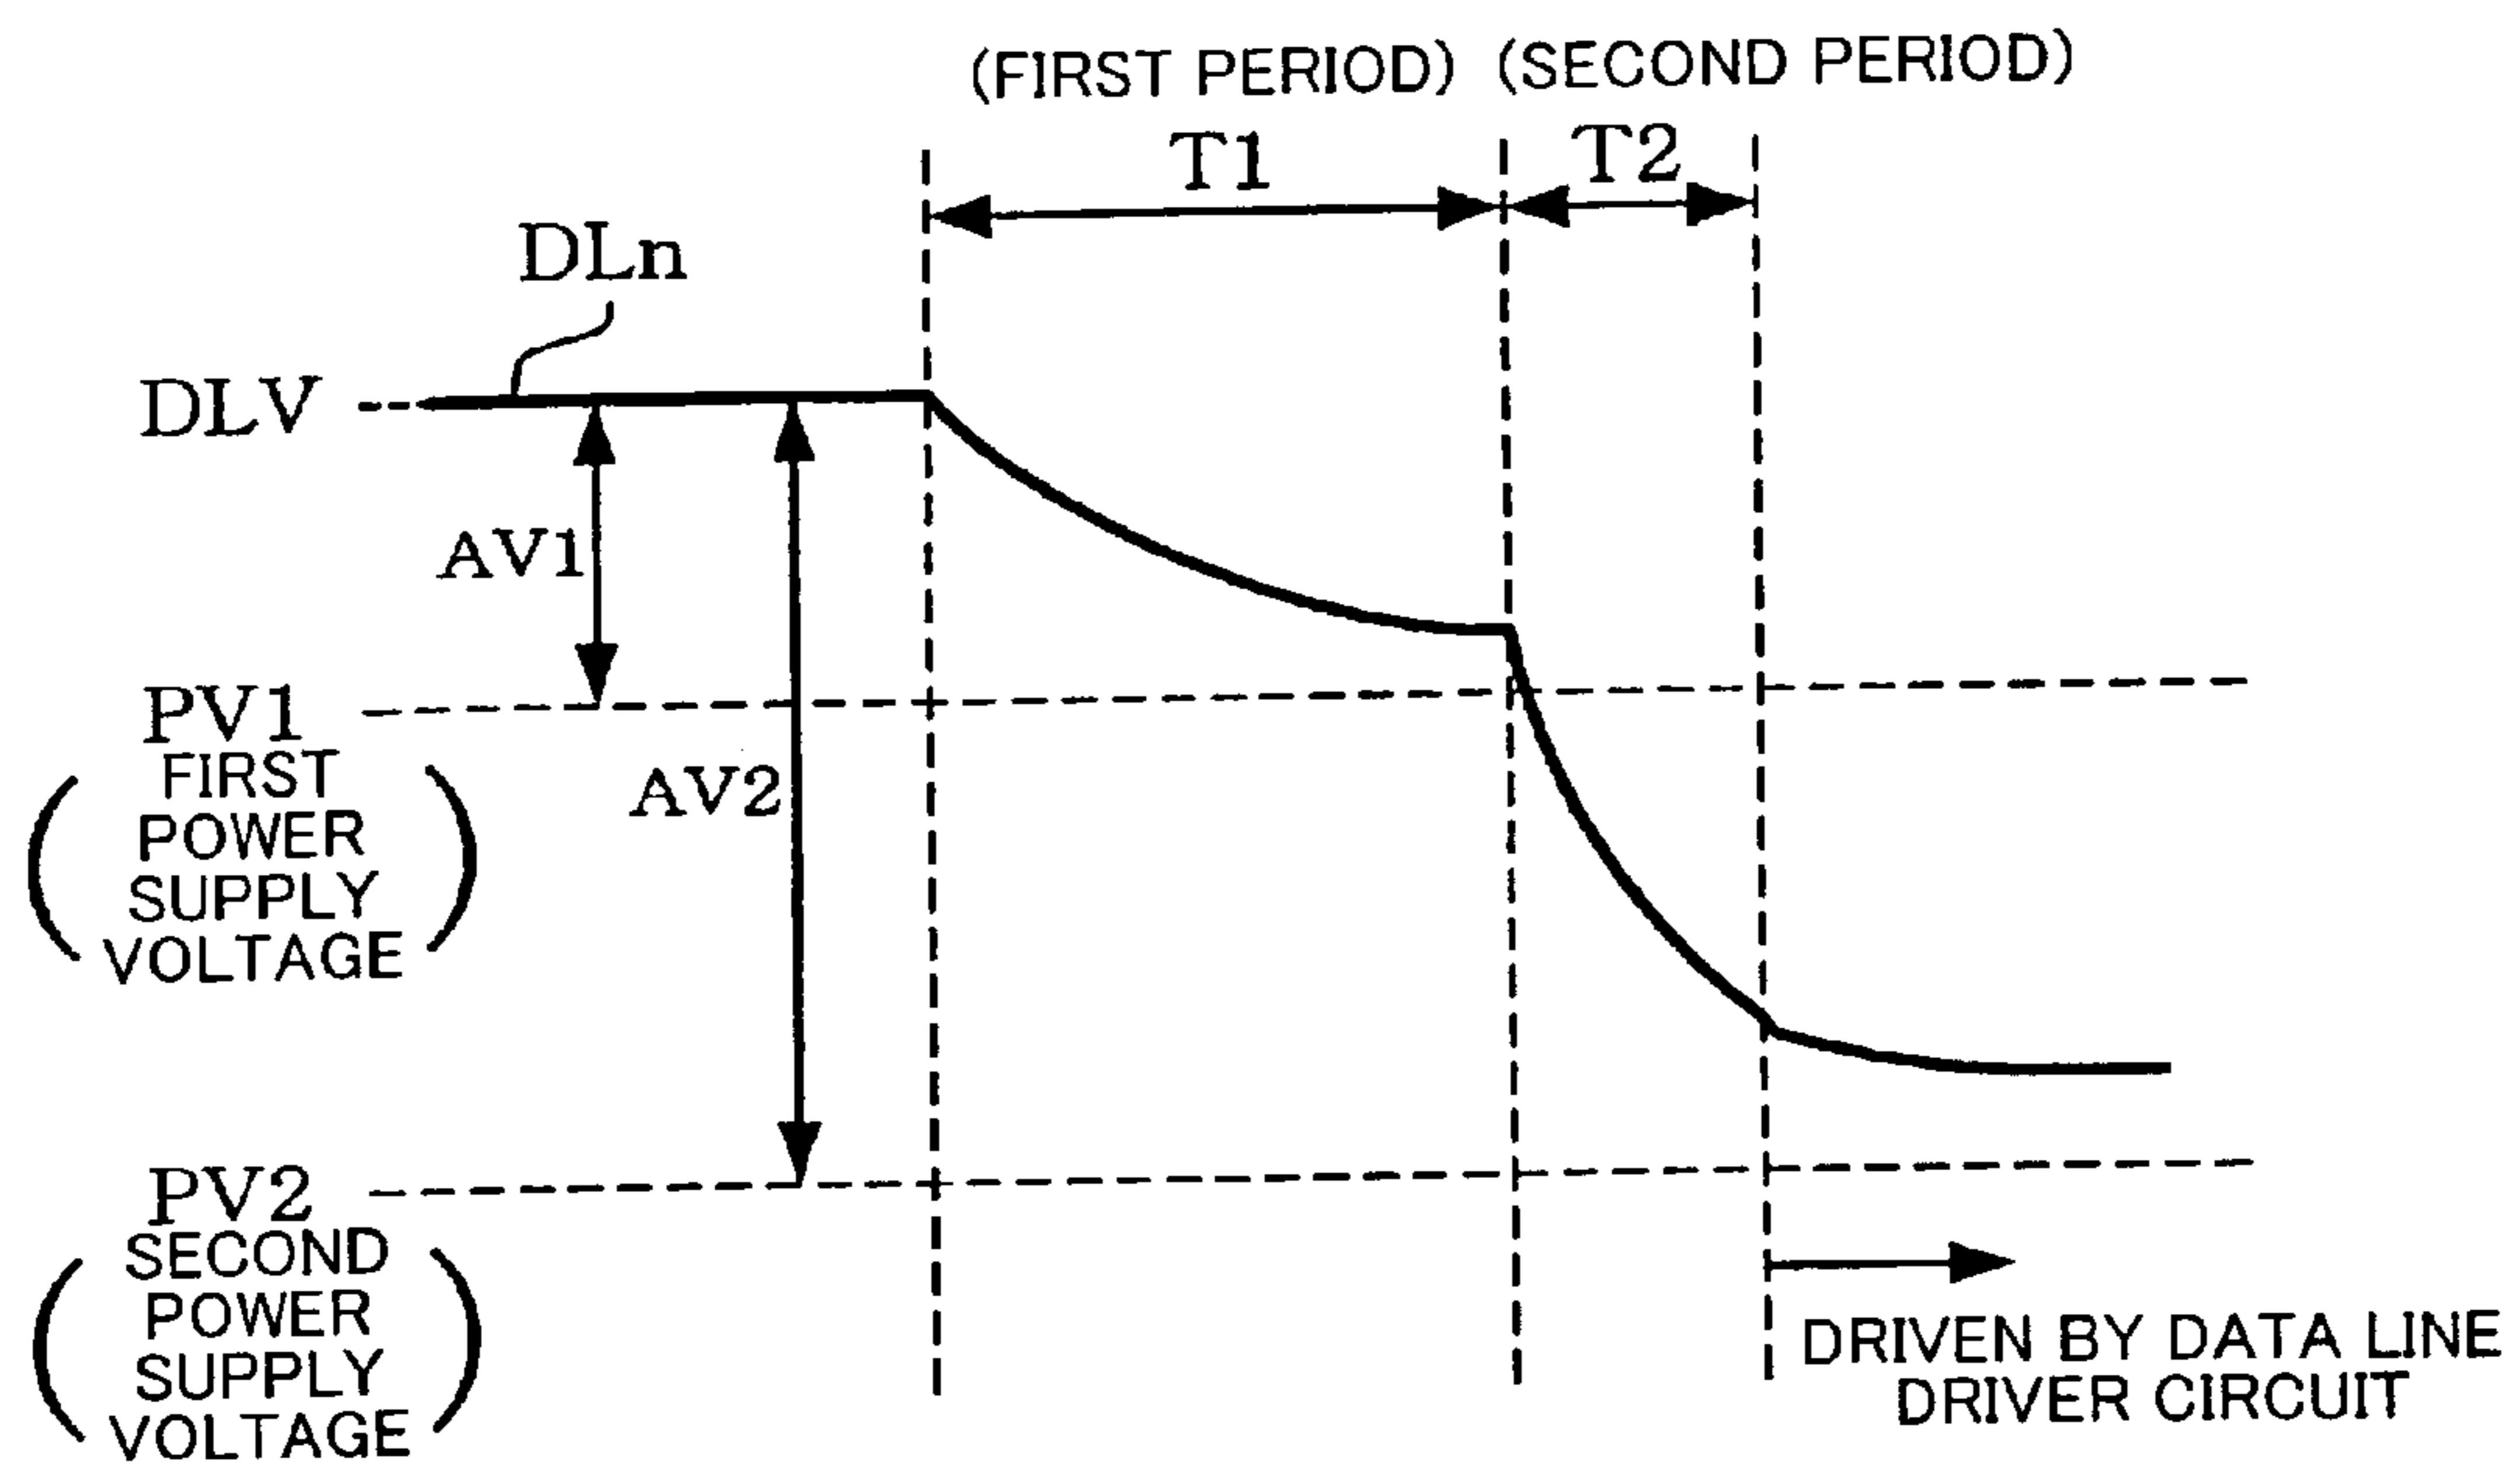 (FIRST PERIOD) (SECOND PERIOD)
T1 T2
DLn
DLV
AV1
PV1
FIRST
POWER
SUPPLY
VOLTAGE
AV2
PV2
SECOND
POWER
SUPPLY
VOLTAGE
DRIVEN BY DATA LINE
DRIVER CIRCUIT